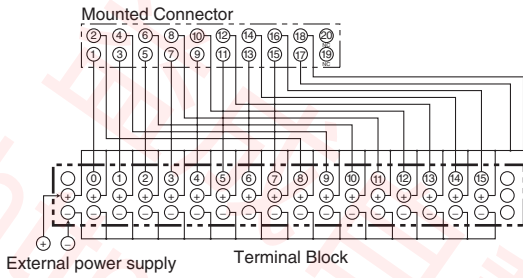 Mounted Connector
2 4 6 8 10 12 14 16 18 20
NC
1 3 5 7 9 11 13 15 17 19
NC
0 1 2 3 4 5 6 7 8 9 10 11 12 13 14 15
+ + + + + + + + + + + + + + + + +
− − − − − − − − − − − − − − − − −
+ −
External power supply
Terminal Block